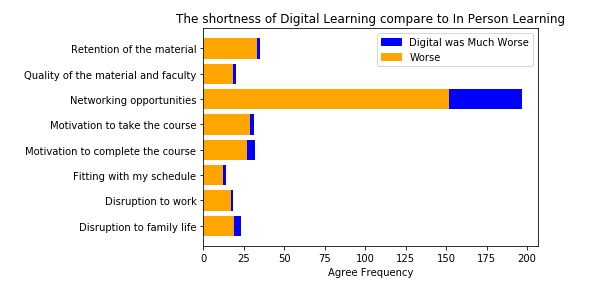 The shortness of Digital Learning compare to In Person Learning
Digital was Much Worse
Worse
Retention of the material
Quality of the material and faculty
Networking opportunities
Motivation to take the course
Motivation to complete the course
Fitting with my schedule
Disruption to work
Disruption to family life
0 25 50 75 100 125 150 175 200
Agree Frequency